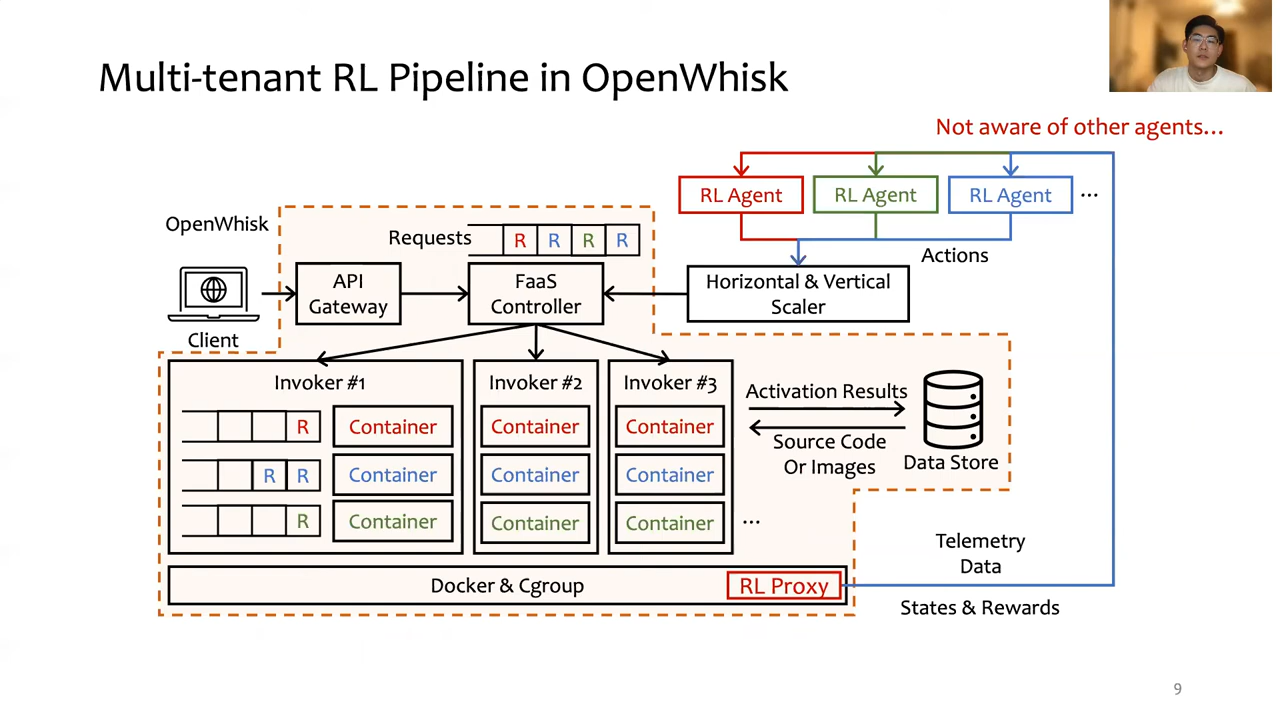 Multi-tenant RL Pipeline in OpenWhisk
Not aware of other agents...
RL Agent
RL Agent
RL Agent
...
OpenWhisk
Requests
R
R
R
R
Actions
Client
API
Gateway
FaaS
Controller
Horizontal & Vertical
Scaler
Invoker #1
Invoker #2
Invoker #3
R
Container
Container
Container
R
R
Container
Container
Container
R
Container
Container
Container
...
Activation Results
Source Code
Or Images
Data Store
Docker & Cgroup
RL Proxy
Telemetry
Data
States & Rewards
9